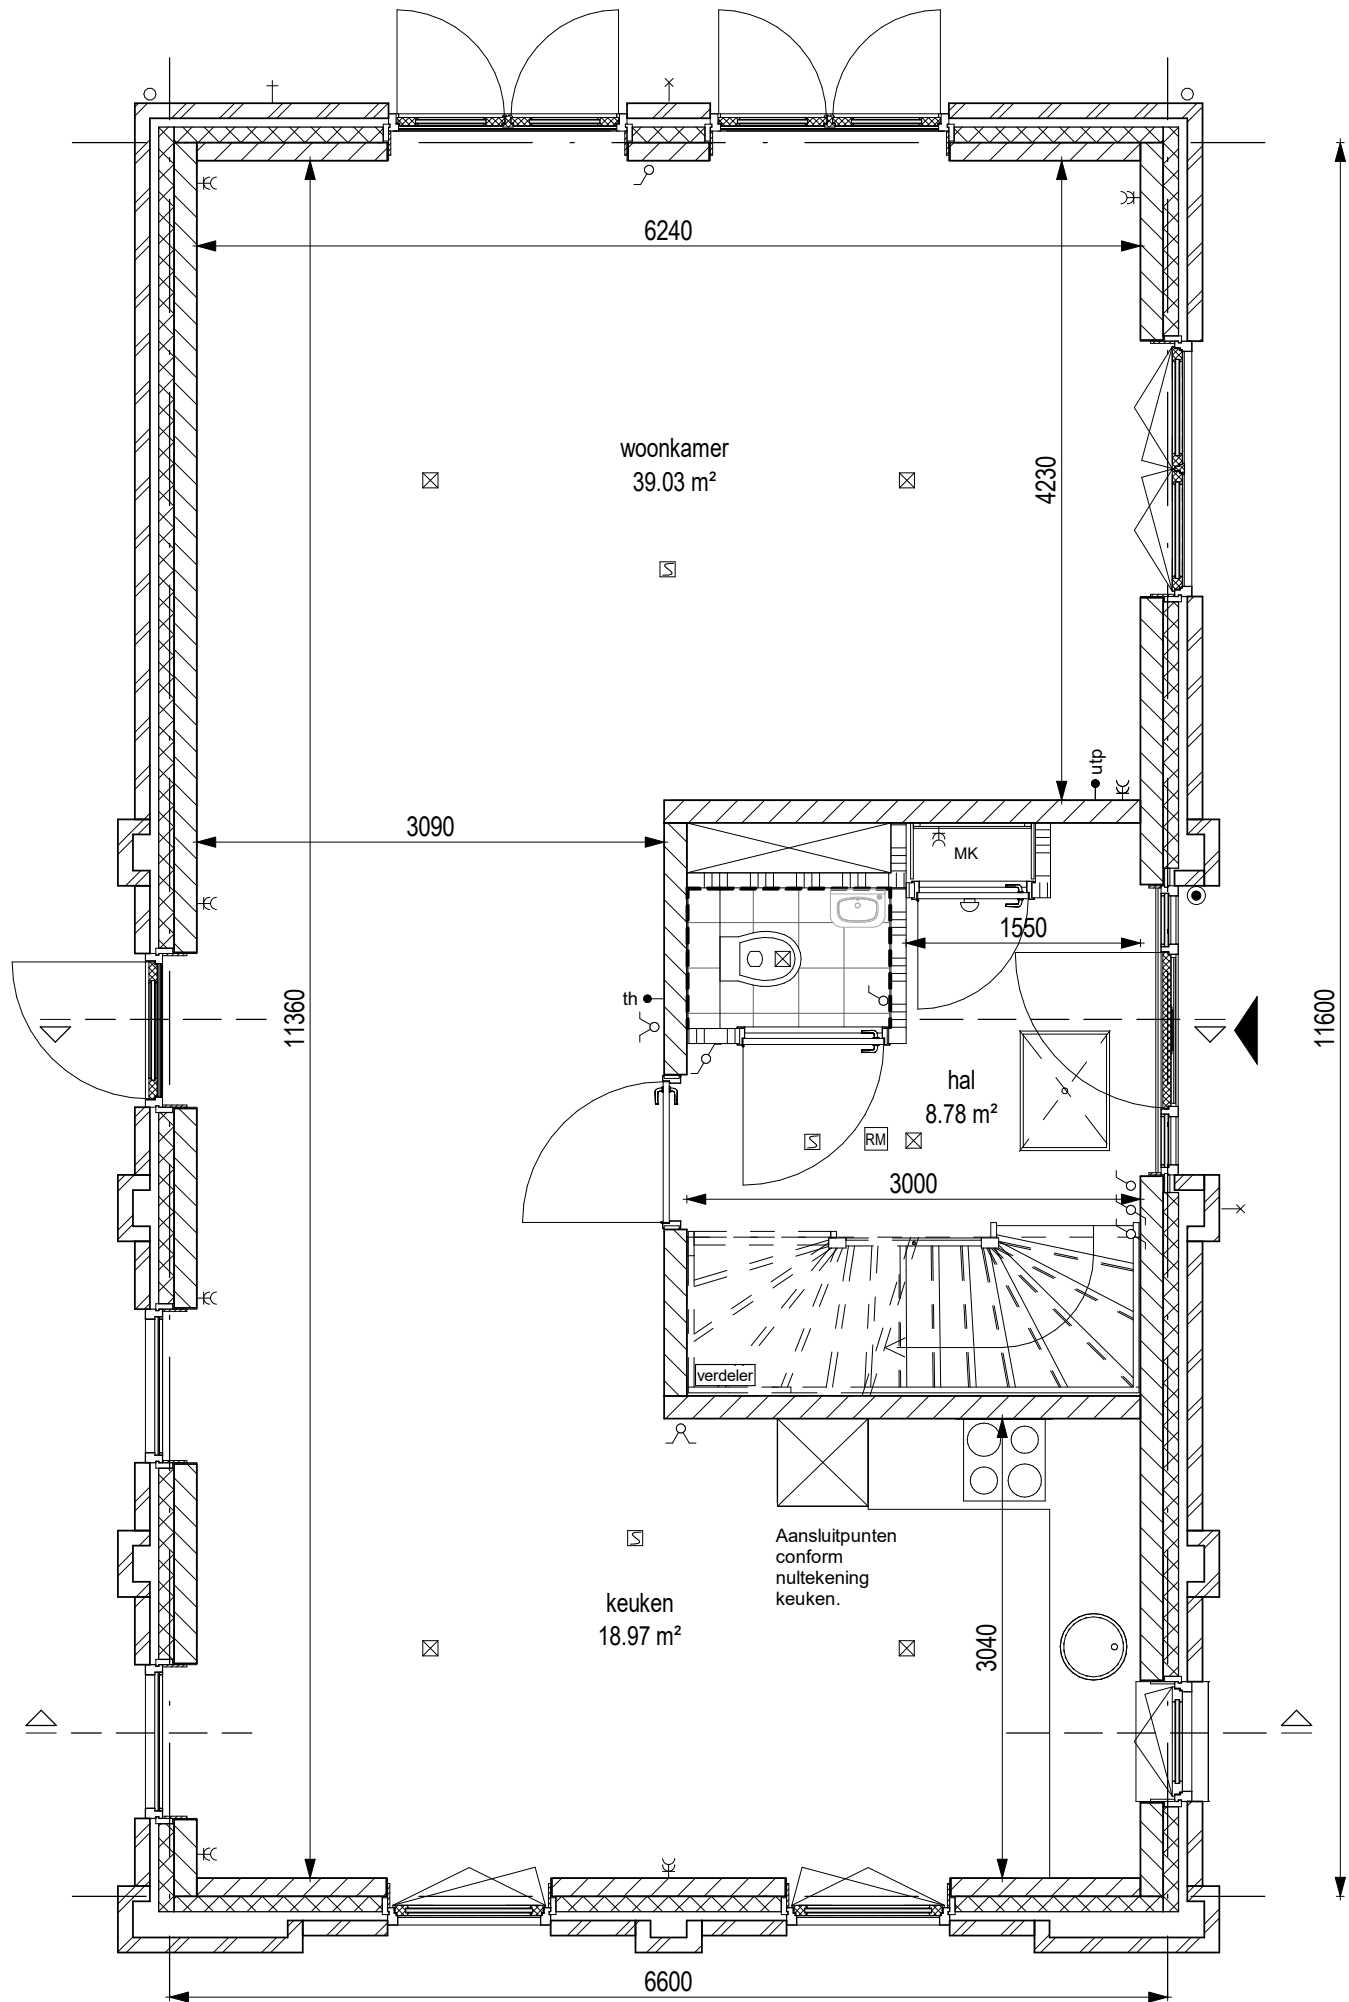 6240
woonkamer
39.03 m²
4230
utp
3090
MK
1550
th
11360
11600
hal
8.78 m²
RM
3000
verdeler
Aansluitpunten
conform
nultekening
keuken.
keuken
18.97 m²
3040
6600